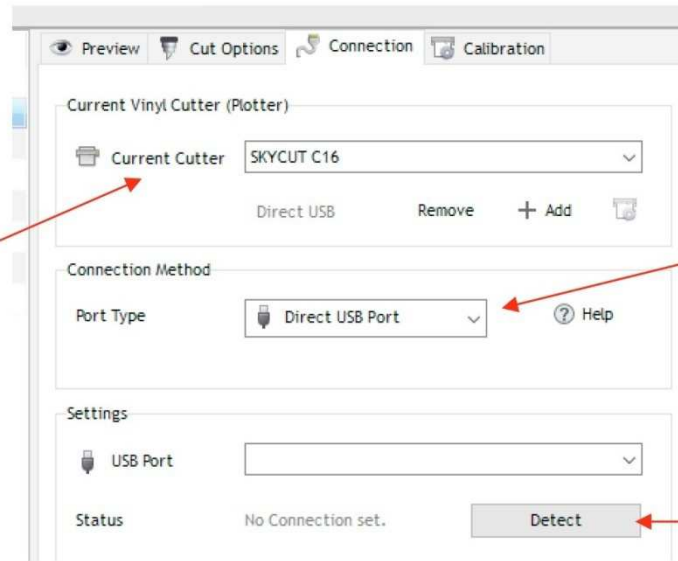 Preview Cut Options Connection Calibration
Current Vinyl Cutter (Plotter)
Current Cutter SKYCUT C16
Direct USB Remove + Add
Connection Method
Port Type Direct USB Port ? Help
Settings
USB Port
Status No Connection set. Detect